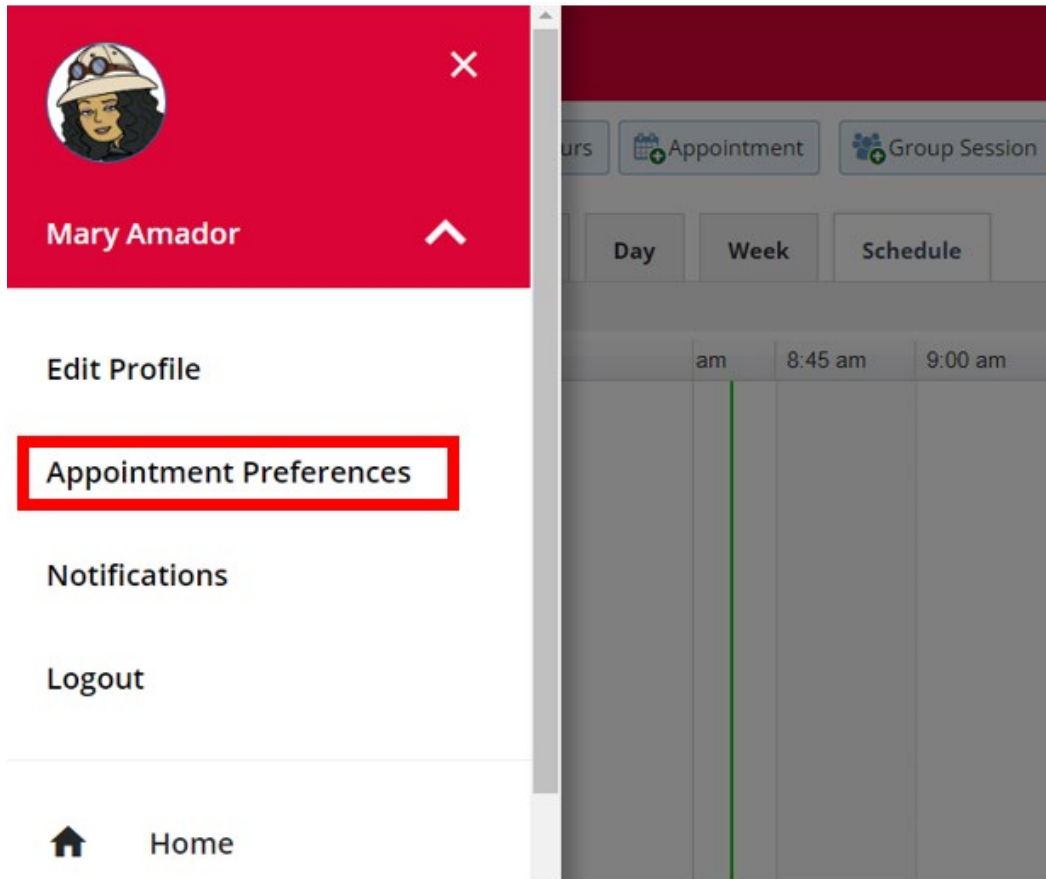 Mary Amador
Edit Profile
Appointment Preferences
Notifications
Logout
Home
urs
Appointment
Group Session
Day
Week
Schedule
am
8:45 am
9:00 am